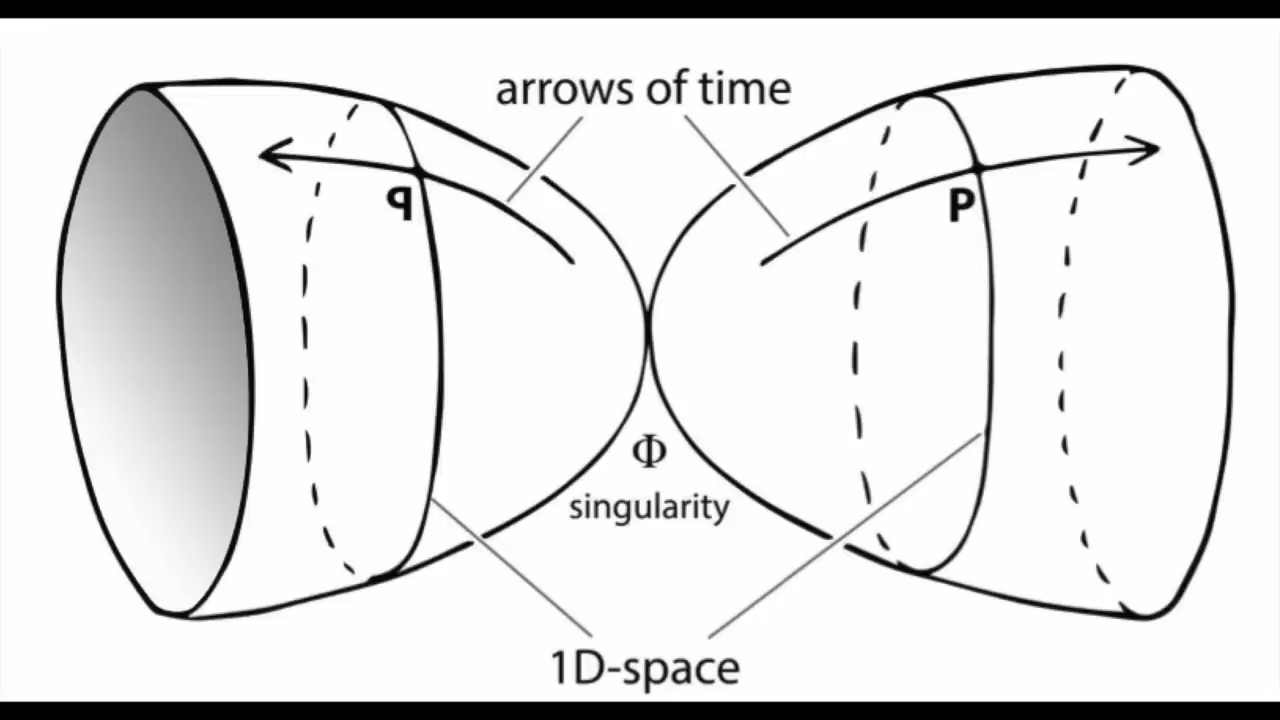 arrows of time
q P
Φ
singularity
1D-space